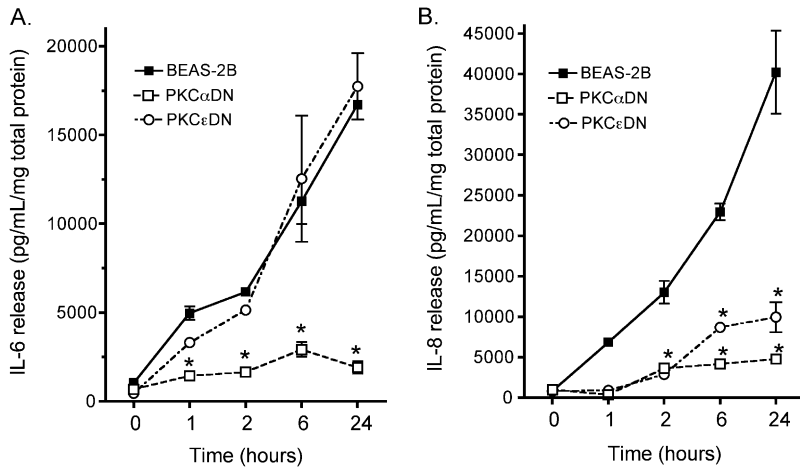 A.
IL-6 release (pg/mL/mg total protein)
20000
15000
10000
5000
0
BEAS-2B
PKCαDN
PKCεDN
*
*
*
*
0 1 2 6 24
Time (hours)
B.
IL-8 release (pg/mL/mg total protein)
45000
40000
35000
30000
25000
20000
15000
10000
5000
0
BEAS-2B
PKCαDN
PKCεDN
*
*
*
*
*
0 1 2 6 24
Time (hours)